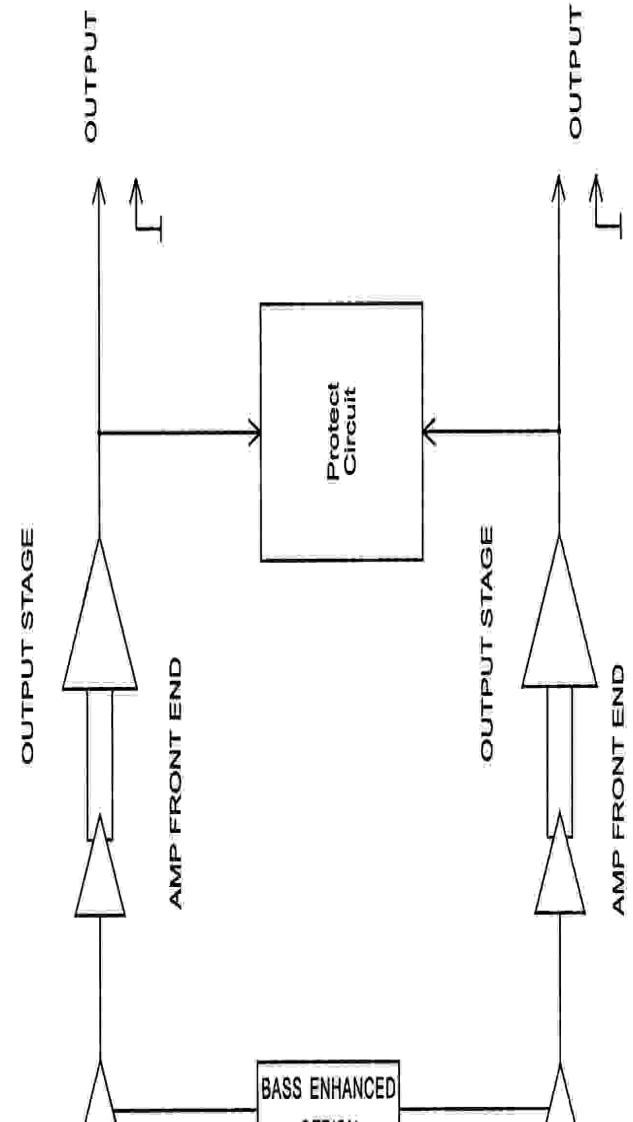 OUTPUT
OUTPUT
Protect
Circuit
OUTPUT STAGE
AMP FRONT END
OUTPUT STAGE
AMP FRONT END
BASS ENHANCED